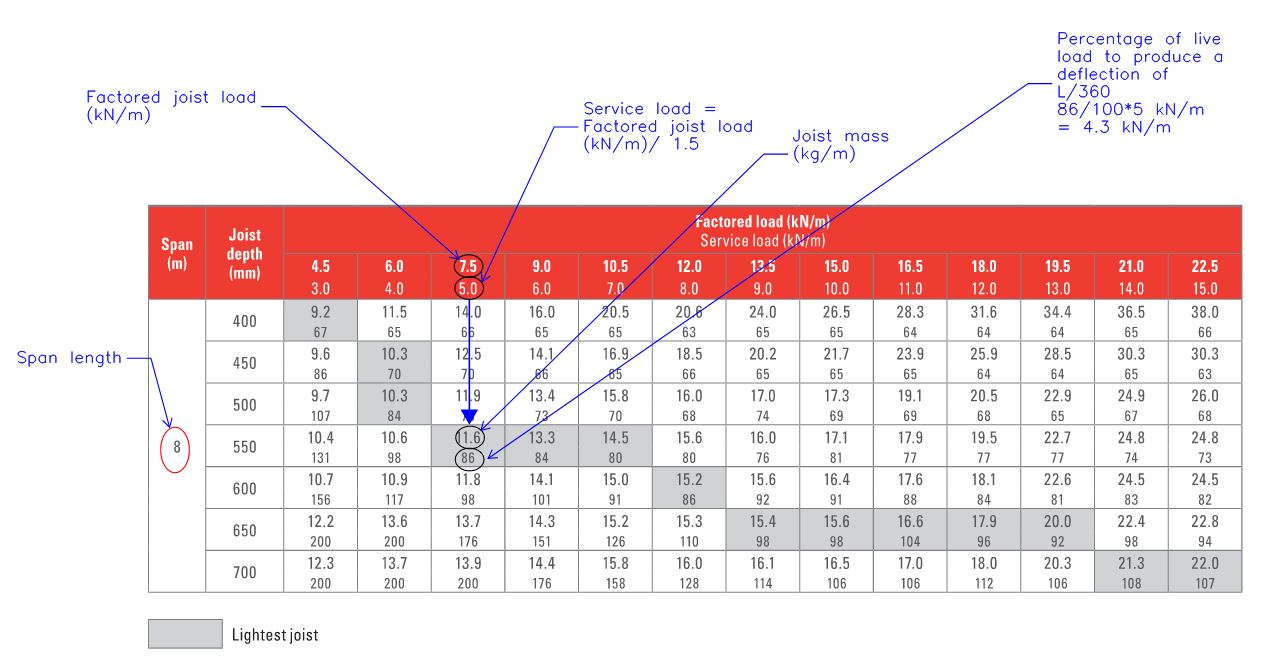 Percentage of live
load to produce a
deflection of
L/360
86/100*5 kN/m
= 4.3 kN/m
Factored joist load
(kN/m)
Service load =
Factored joist load
(kN/m)/ 1.5
Joist mass
(kg/m)
Span length
Span
(m)
Joist
depth
(mm)
Factored load (kN/m)
Service load (kN/m)
4.5 6.0 7.5 9.0 10.5 12.0 13.5 15.0 16.5 18.0 19.5 21.0 22.5
3.0 4.0 5.0 6.0 7.0 8.0 9.0 10.0 11.0 12.0 13.0 14.0 15.0
8
400
9.2 11.5 14.0 16.0 20.5 20.6 24.0 26.5 28.3 31.6 34.4 36.5 38.0
67 65 66 65 65 63 65 65 64 64 64 65 66
450
9.6 10.3 12.5 14.1 16.9 18.5 20.2 21.7 23.9 25.9 28.5 30.3 30.3
86 70 70 66 65 66 65 65 65 64 64 65 63
500
9.7 10.3 11.9 13.4 15.8 16.0 17.0 17.3 19.1 20.5 22.9 24.9 26.0
107 84 73 70 68 74 69 69 68 65 67 68
550
10.4 10.6 11.6 13.3 14.5 15.6 16.0 17.1 17.9 19.5 22.7 24.8 24.8
131 98 86 84 80 80 76 81 77 77 77 74 73
600
10.7 10.9 11.8 14.1 15.0 15.2 15.6 16.4 17.6 18.1 22.6 24.5 24.5
156 117 98 101 91 86 92 91 88 84 81 83 82
650
12.2 13.6 13.7 14.3 15.2 15.3 15.4 15.6 16.6 17.9 20.0 22.4 22.8
200 200 176 151 126 110 98 98 104 96 92 98 94
700
12.3 13.7 13.9 14.4 15.8 16.0 16.1 16.5 17.0 18.0 20.3 21.3 22.0
200 200 200 176 158 128 114 106 106 112 106 108 107
Lightest joist